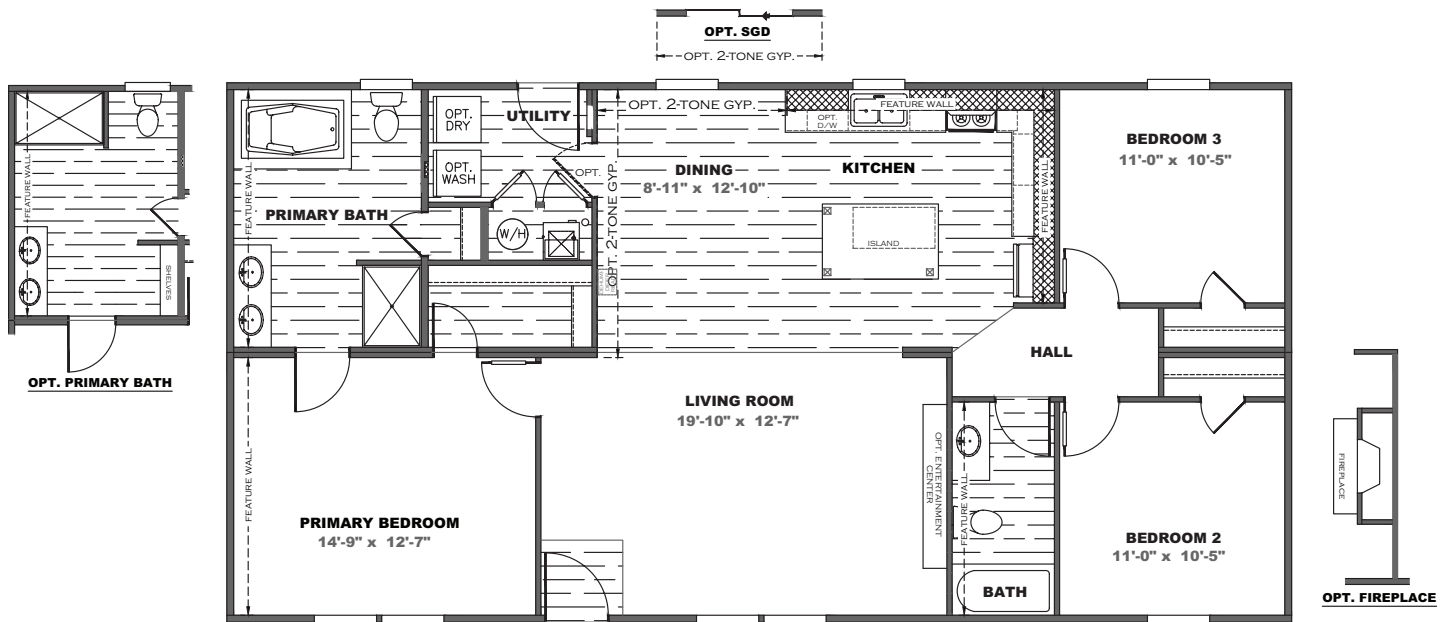 OPT. SGD
OPT. 2-TONE GYP.
FEATURE WALL
SHELVES
OPT. PRIMARY BATH
FEATURE WALL
PRIMARY BATH
OPT.
DRY
OPT.
WASH
UTILITY
OPT.
W/H
OPT. 2-TONE GYP.
OPT. 2-TONE GYP.
DINING
8'-11" x 12'-10"
OPT.
D/W
FEATURE WALL
KITCHEN
ISLAND
FEATURE WALL
BEDROOM 3
11'-0" x 10'-5"
HALL
FEATURE WALL
PRIMARY BEDROOM
14'-9" x 12'-7"
LIVING ROOM
19'-10" x 12'-7"
OPT. ENTERTAINMENT
CENTER
FEATURE WALL
BATH
BEDROOM 2
11'-0" x 10'-5"
FIREPLACE
OPT. FIREPLACE